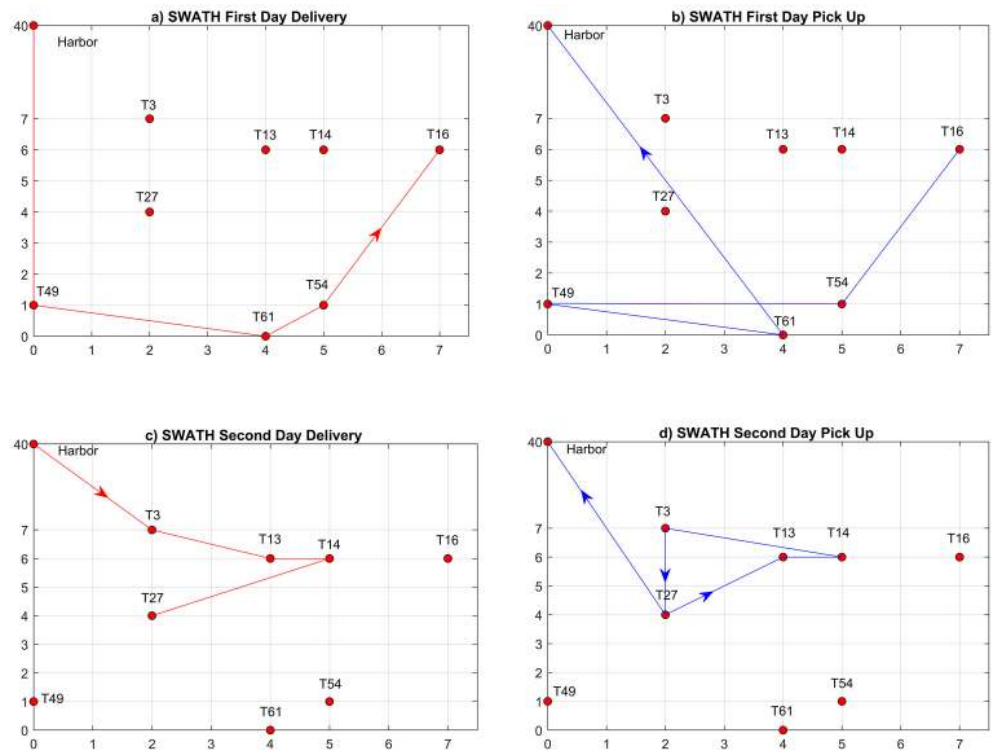 a) SWATH First Day Delivery
40
Harbor
T3
7
T13
T14
T16
6
5
T27
4
3
2
T49
T54
1
T61
0
0 1 2 3 4 5 6 7
b) SWATH First Day Pick Up
40
Harbor
T3
7
T13
T14
T16
6
5
T27
4
3
2
T49
T54
1
T61
0
0 1 2 3 4 5 6 7
c) SWATH Second Day Delivery
40
Harbor
T3
7
T13
T14
T16
6
5
T27
4
3
2
T54
1
T49
T61
0
0 1 2 3 4 5 6 7
d) SWATH Second Day Pick Up
40
Harbor
T3
7
T13
T14
T16
6
5
T27
4
3
2
T54
1
T49
T61
0
0 1 2 3 4 5 6 7